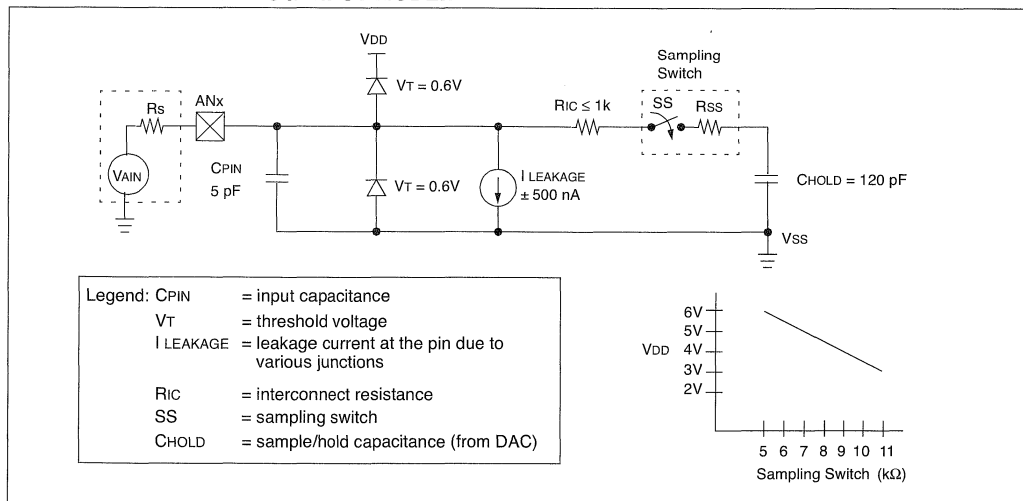 VDD
Sampling
Switch
VT = 0.6V
Rs
ANx
RIC ≤ 1k
SS
RSS
VAIN
CPIN
5 pF
VT = 0.6V
I LEAKAGE
± 500 nA
CHOLD = 120 pF
VSS
Legend: CPIN = input capacitance
VT = threshold voltage
I LEAKAGE = leakage current at the pin due to
various junctions
RIC = interconnect resistance
SS = sampling switch
CHOLD = sample/hold capacitance (from DAC)
6V
5V
VDD 4V
3V
2V
5 6 7 8 9 10 11
Sampling Switch (kΩ)